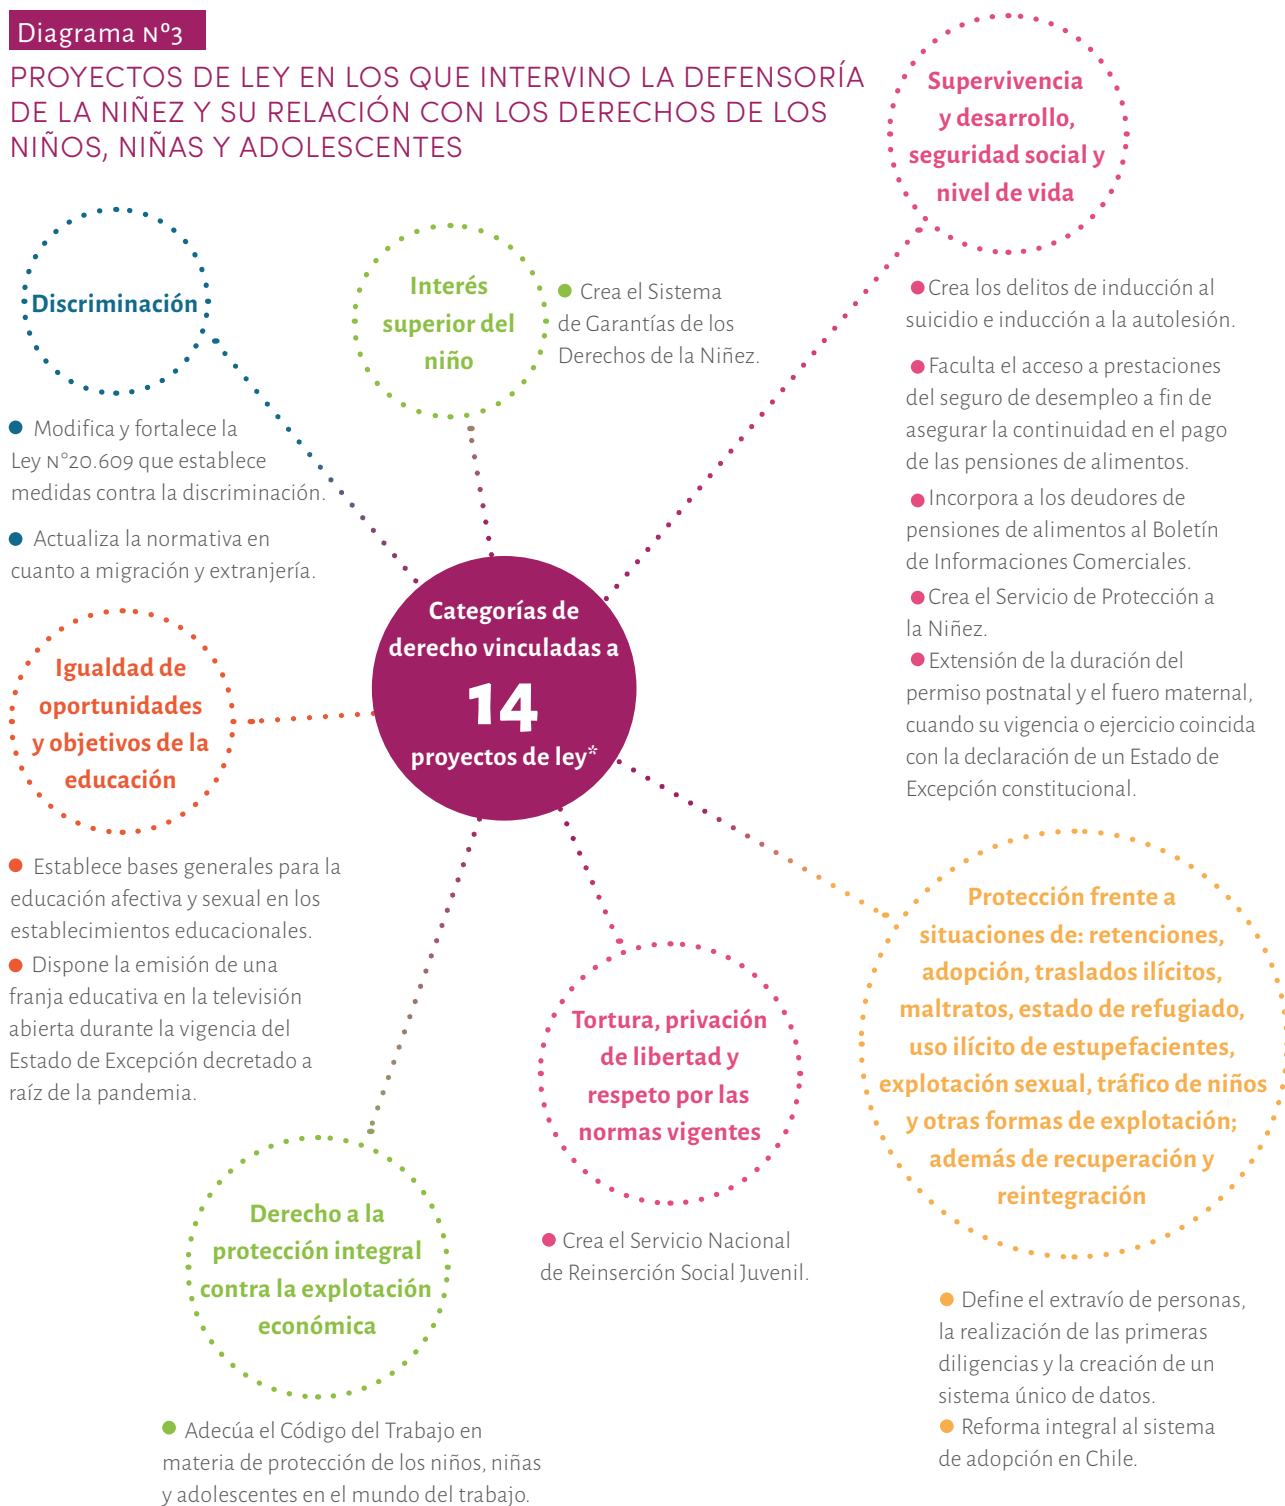 Diagrama Nº3
PROYECTOS DE LEY EN LOS QUE INTERVINO LA DEFENSORÍA
DE LA NIÑEZ Y SU RELACIÓN CON LOS DERECHOS DE LOS
NIÑOS, NIÑAS Y ADOLESCENTES
Discriminación
● Modifica y fortalece la
Ley N°20.609 que establece
medidas contra la discriminación.
● Actualiza la normativa en
cuanto a migración y extranjería.
Interés
superior del
niño
● Crea el Sistema
de Garantías de los
Derechos de la Niñez.
Supervivencia
y desarrollo,
seguridad social y
nivel de vida
● Crea los delitos de inducción al
suicidio e inducción a la autolesión.
● Faculta el acceso a prestaciones
del seguro de desempleo a fin de
asegurar la continuidad en el pago
de las pensiones de alimentos.
● Incorpora a los deudores de
pensiones de alimentos al Boletín
de Informaciones Comerciales.
● Crea el Servicio de Protección a
la Niñez.
● Extensión de la duración del
permiso postnatal y el fuero maternal,
cuando su vigencia o ejercicio coincida
con la declaración de un Estado de
Excepción constitucional.
Categorías de
derecho vinculadas a
14
proyectos de ley*
Igualdad de
oportunidades
y objetivos de la
educación
● Establece bases generales para la
educación afectiva y sexual en los
establecimientos educacionales.
● Dispone la emisión de una
franja educativa en la televisión
abierta durante la vigencia del
Estado de Excepción decretado a
raíz de la pandemia.
Protección frente a
situaciones de: retenciones,
adopción, traslados ilícitos,
maltratos, estado de refugiado,
uso ilícito de estupefacientes,
explotación sexual, tráfico de niños
y otras formas de explotación;
además de recuperación y
reintegración
● Define el extravío de personas,
la realización de las primeras
diligencias y la creación de un
sistema único de datos.
● Reforma integral al sistema
de adopción en Chile.
Tortura, privación
de libertad y
respeto por las
normas vigentes
● Crea el Servicio Nacional
de Reinserción Social Juvenil.
Derecho a la
protección integral
contra la explotación
económica
● Adecúa el Código del Trabajo en
materia de protección de los niños, niñas
y adolescentes en el mundo del trabajo.